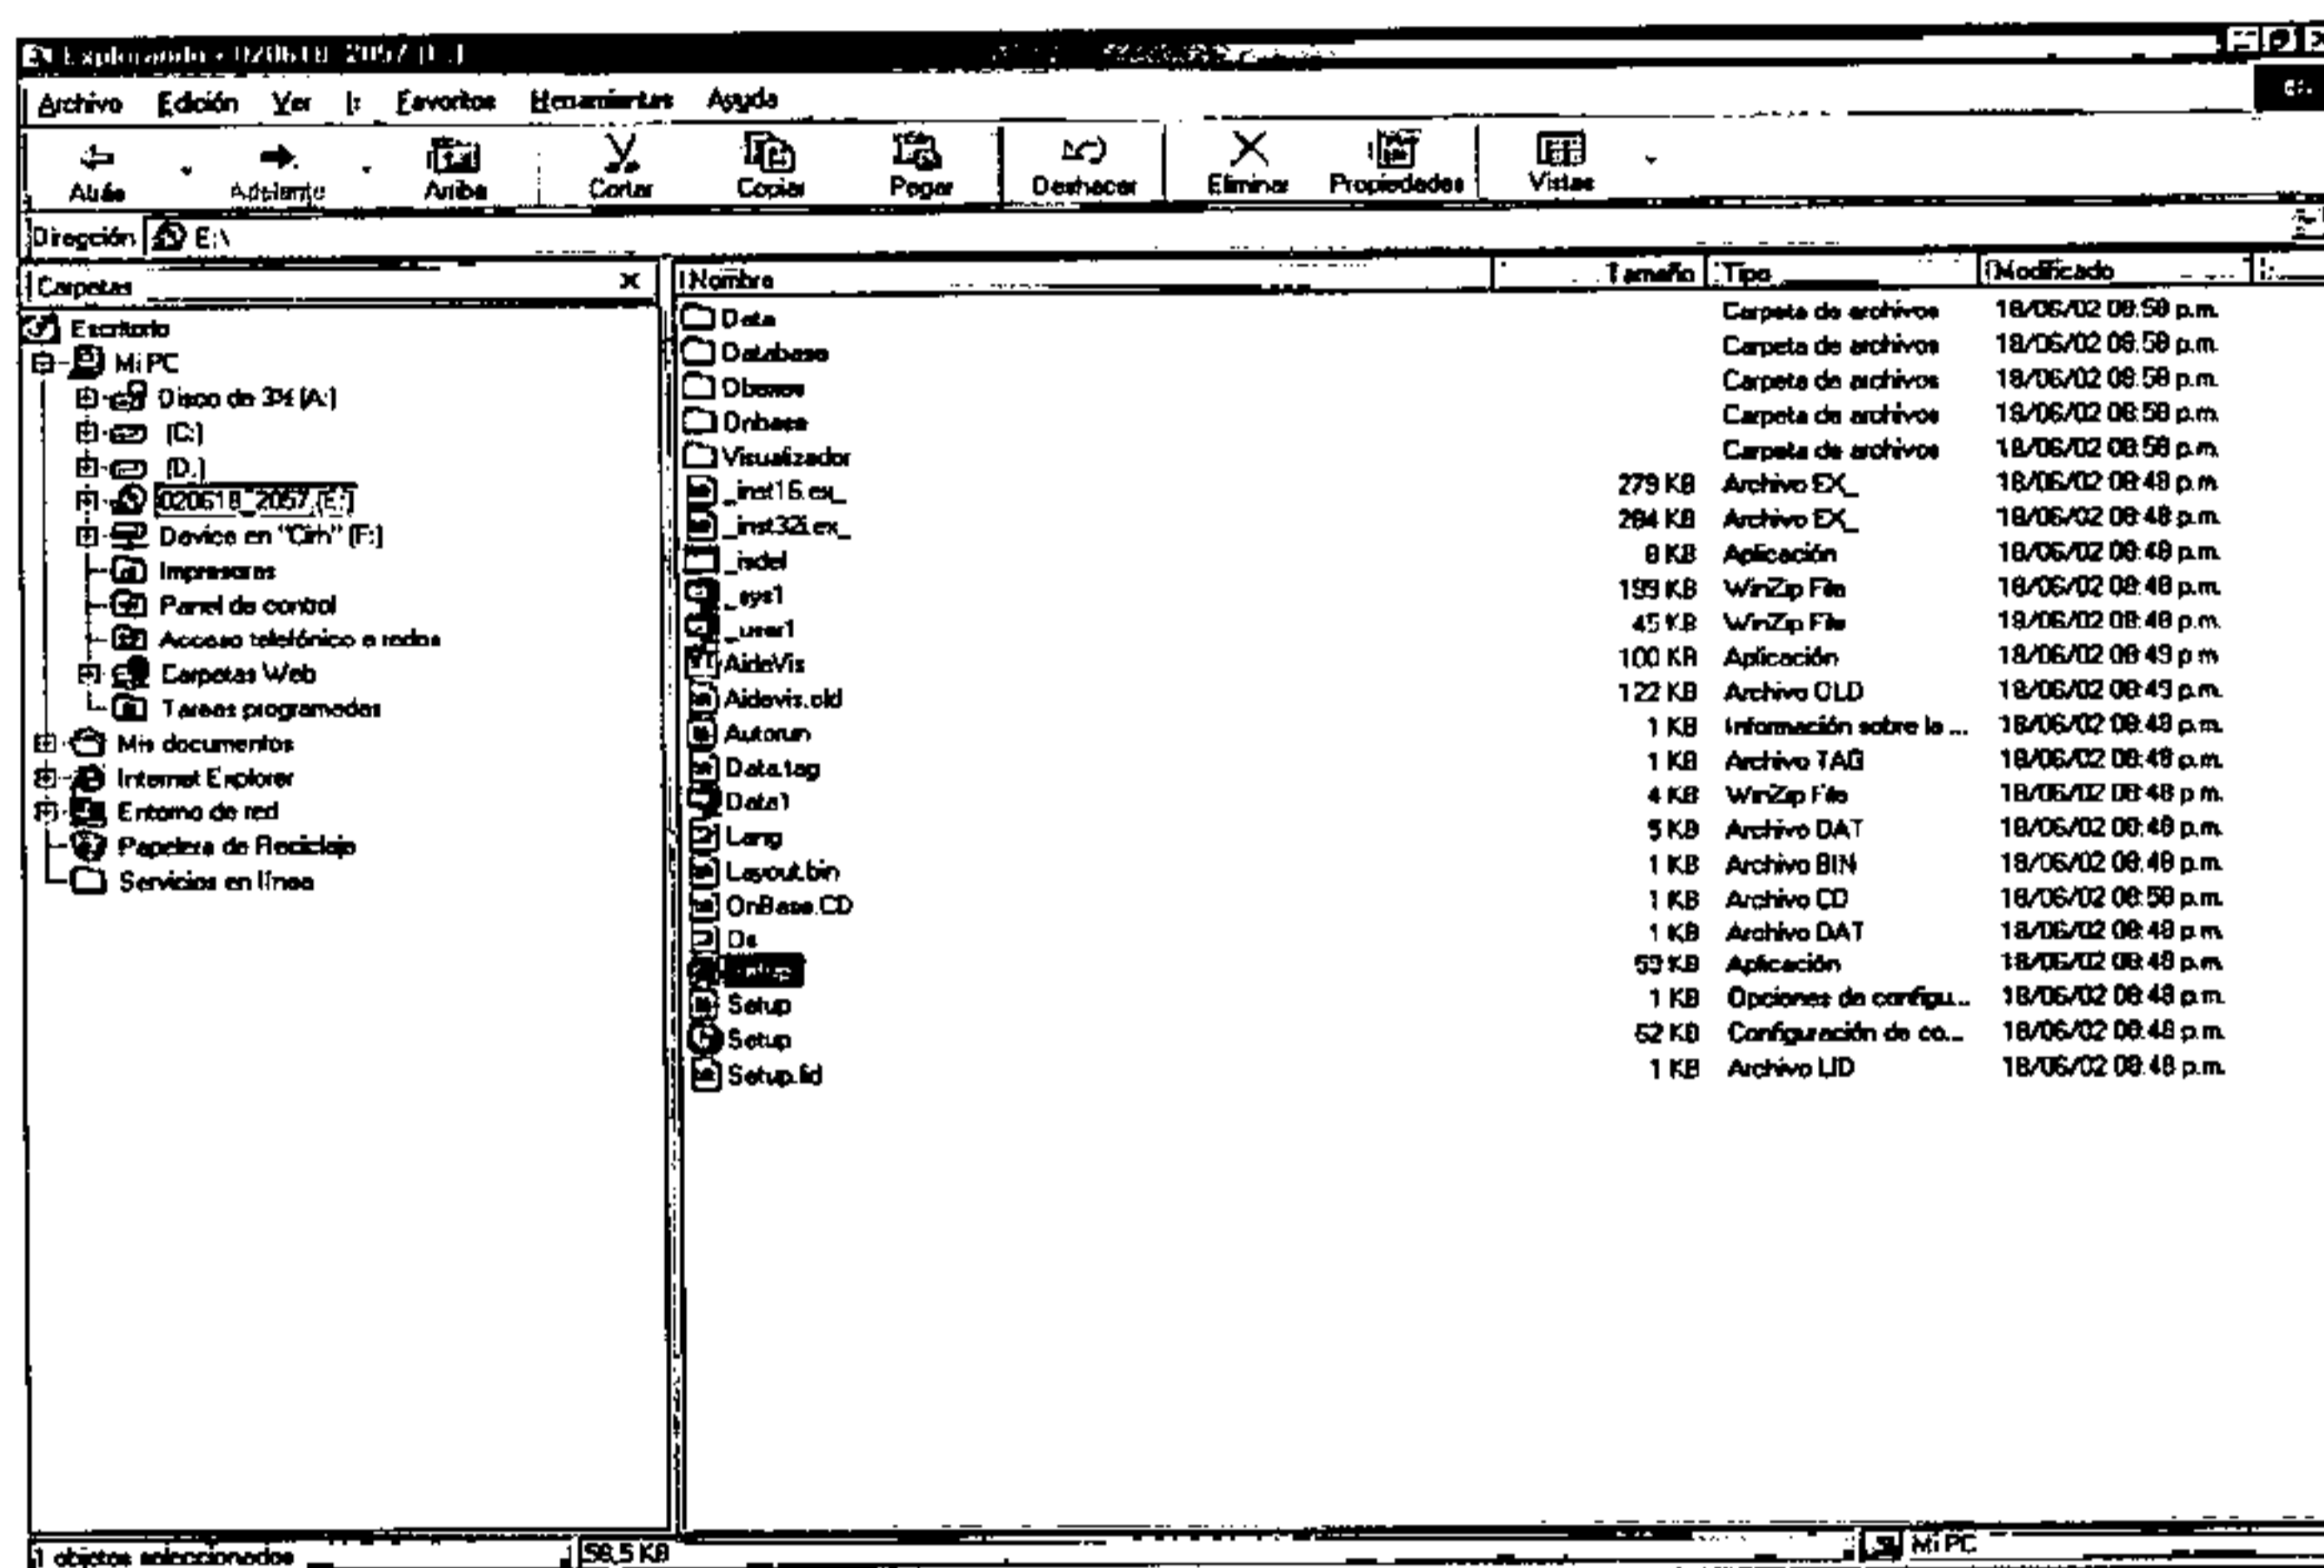 Explorando - 020618_2057 (E:)
Archivo Edición Ver Ir Favoritos Herramientas Ayuda
Atrás Adelante Arriba Cortar Copiar Pegar Deshacer Eliminar Propiedades Vistas
Dirección E:\
Carpetas
Escritorio
Mi PC
Disco de 3½ (A:)
(C:)
(D:)
020618_2057 (E:)
Device en "Cirh" (F:)
Impresoras
Panel de control
Acceso telefónico a redes
Carpetas Web
Tareas programadas
Mis documentos
Internet Explorer
Entorno de red
Papelera de Reciclaje
Servicios en línea
Nombre Tamaño Tipo Modificado
Data Carpeta de archivos 18/06/02 08:58 p.m.
Database Carpeta de archivos 18/06/02 08:58 p.m.
Carpeta de archivos 18/06/02 08:58 p.m.
Onbase Carpeta de archivos 18/06/02 08:58 p.m.
Visualizador Carpeta de archivos 18/06/02 08:58 p.m.
_inst16.ex_ 279 KB Archivo EX_ 18/06/02 08:48 p.m.
_inst32i.ex_ 284 KB Archivo EX_ 18/06/02 08:48 p.m.
_isdel 8 KB Aplicación 18/06/02 08:48 p.m.
_sys1 199 KB WinZip File 18/06/02 08:48 p.m.
_user1 45 KB WinZip File 18/06/02 08:48 p.m.
AideVis 100 KB Aplicación 18/06/02 08:49 p.m.
Aidevis.old 122 KB Archivo OLD 18/06/02 08:49 p.m.
Autorun 1 KB Información sobre la ... 18/06/02 08:48 p.m.
Data.tag 1 KB Archivo TAG 18/06/02 08:48 p.m.
Data1 4 KB WinZip File 18/06/02 08:48 p.m.
Lang 5 KB Archivo DAT 18/06/02 08:48 p.m.
Layout.bin 1 KB Archivo BIN 18/06/02 08:48 p.m.
OnBase.CD 1 KB Archivo CD 18/06/02 08:58 p.m.
Os 1 KB Archivo DAT 18/06/02 08:48 p.m.
Setup 59 KB Aplicación 18/06/02 08:48 p.m.
Setup 1 KB Opciones de configu... 18/06/02 08:48 p.m.
Setup 62 KB Configuración de co... 18/06/02 08:48 p.m.
Setup.lid 1 KB Archivo LID 18/06/02 08:48 p.m.
1 objetos seleccionados 58,5 KB Mi PC